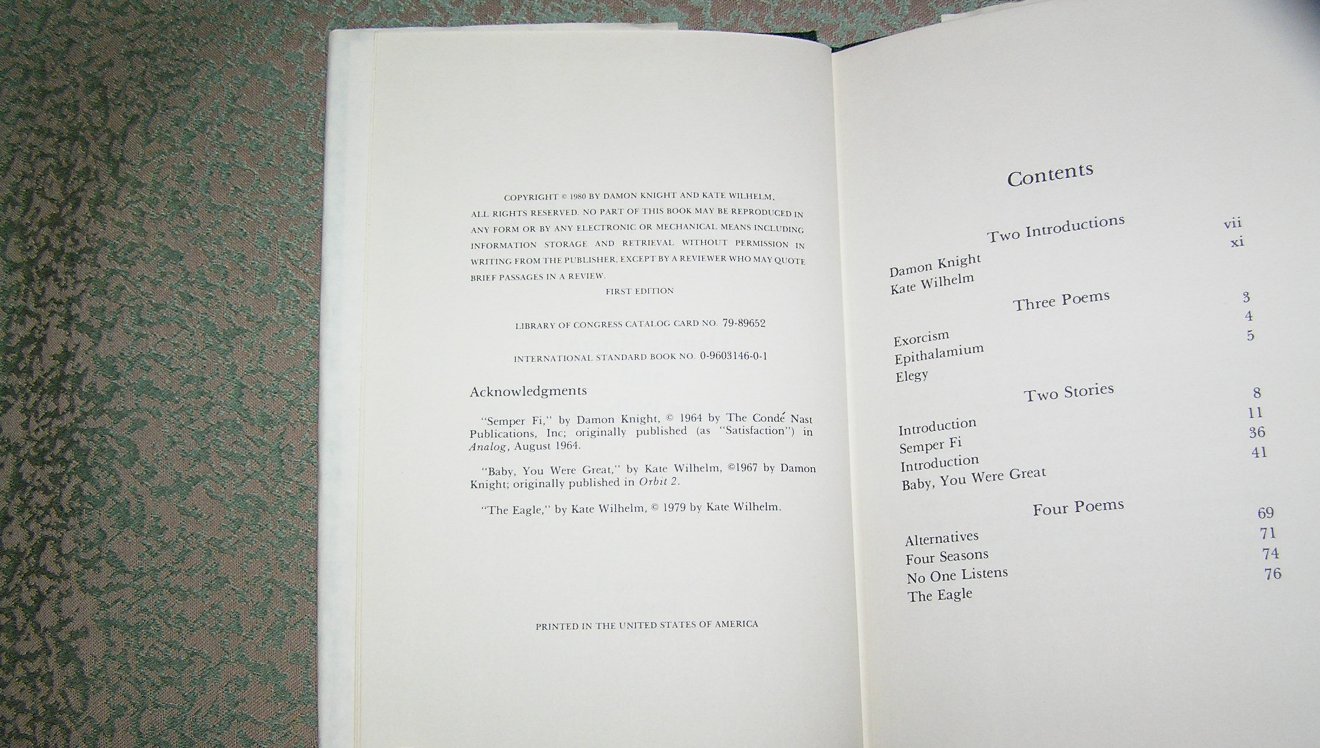 COPYRIGHT © 1980 BY DAMON KNIGHT AND KATE WILHELM,
ALL RIGHTS RESERVED. NO PART OF THIS BOOK MAY BE REPRODUCED IN
ANY FORM OR BY ANY ELECTRONIC OR MECHANICAL MEANS INCLUDING
INFORMATION STORAGE AND RETRIEVAL WITHOUT PERMISSION IN
WRITING FROM THE PUBLISHER, EXCEPT BY A REVIEWER WHO MAY QUOTE
BRIEF PASSAGES IN A REVIEW.
FIRST EDITION
LIBRARY OF CONGRESS CATALOG CARD NO. 79-89652
INTERNATIONAL STANDARD BOOK NO. 0-9603146-0-1
Acknowledgments
"Semper Fi," by Damon Knight, © 1964 by The Condé Nast
Publications, Inc; originally published (as "Satisfaction") in
Analog, August 1964.
"Baby, You Were Great," by Kate Wilhelm, ©1967 by Damon
Knight; originally published in Orbit 2.
"The Eagle," by Kate Wilhelm, © 1979 by Kate Wilhelm.
PRINTED IN THE UNITED STATES OF AMERICA
Contents
Two Introductions
Damon Knight vii
Kate Wilhelm xi
Three Poems
Exorcism 3
Epithalamium 4
Elegy 5
Two Stories
Introduction 8
Semper Fi 11
Introduction 36
Baby, You Were Great 41
Four Poems
Alternatives 69
Four Seasons 71
No One Listens 74
The Eagle 76